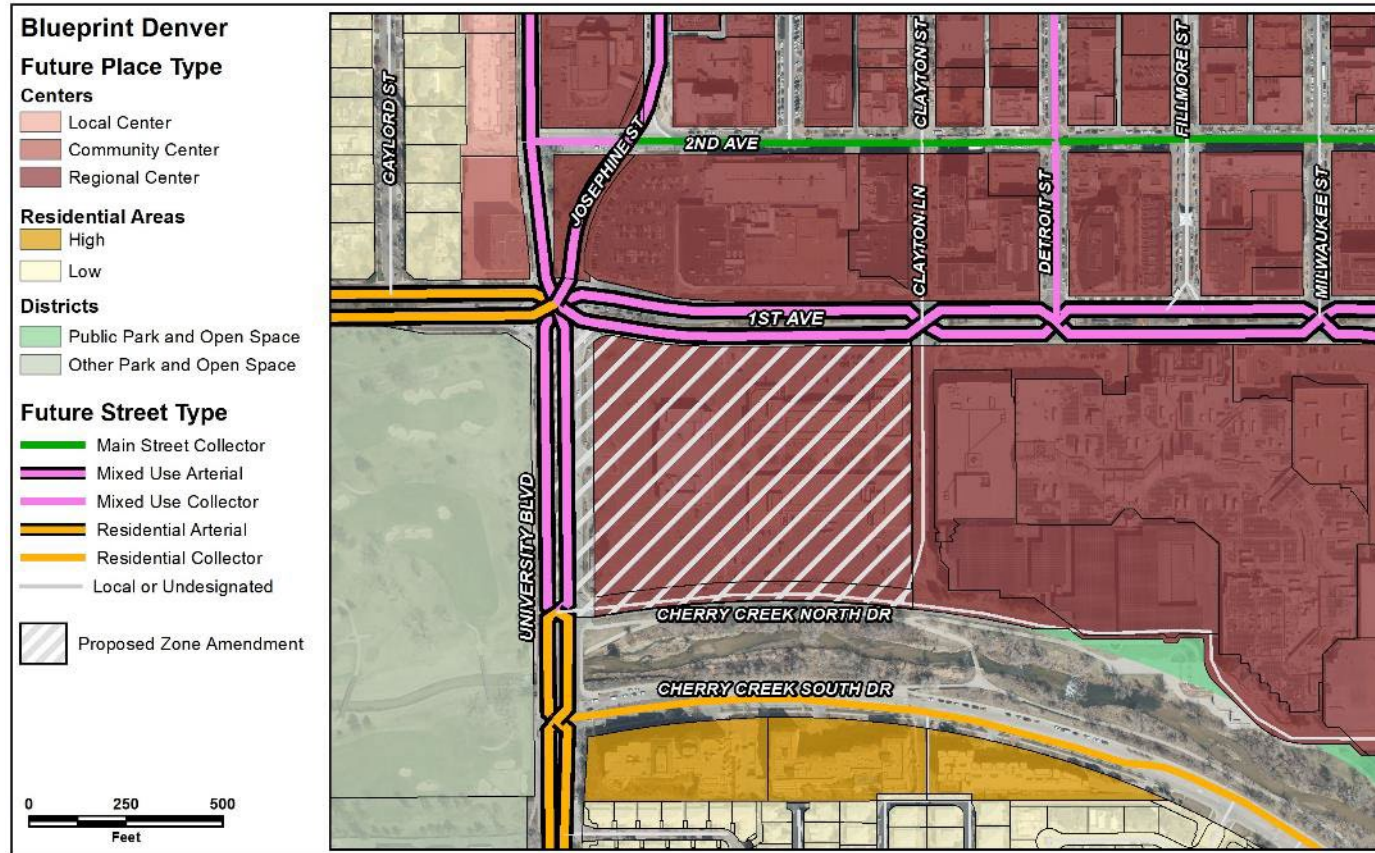 Blueprint Denver
Future Place Type
Centers
Local Center
Community Center
Regional Center
Residential Areas
High
Low
Districts
Public Park and Open Space
Other Park and Open Space
Future Street Type
Main Street Collector
Mixed Use Arterial
Mixed Use Collector
Residential Arterial
Residential Collector
Local or Undesignated
Proposed Zone Amendment
0 250 500
Feet
GAYLORD ST
JOSEPHINE ST
2ND AVE
CLAYTON ST
CLAYTON LN
DETROIT ST
FILLMORE ST
MILWAUKEE ST
1ST AVE
UNIVERSITY BLVD
CHERRY CREEK NORTH DR
CHERRY CREEK SOUTH DR